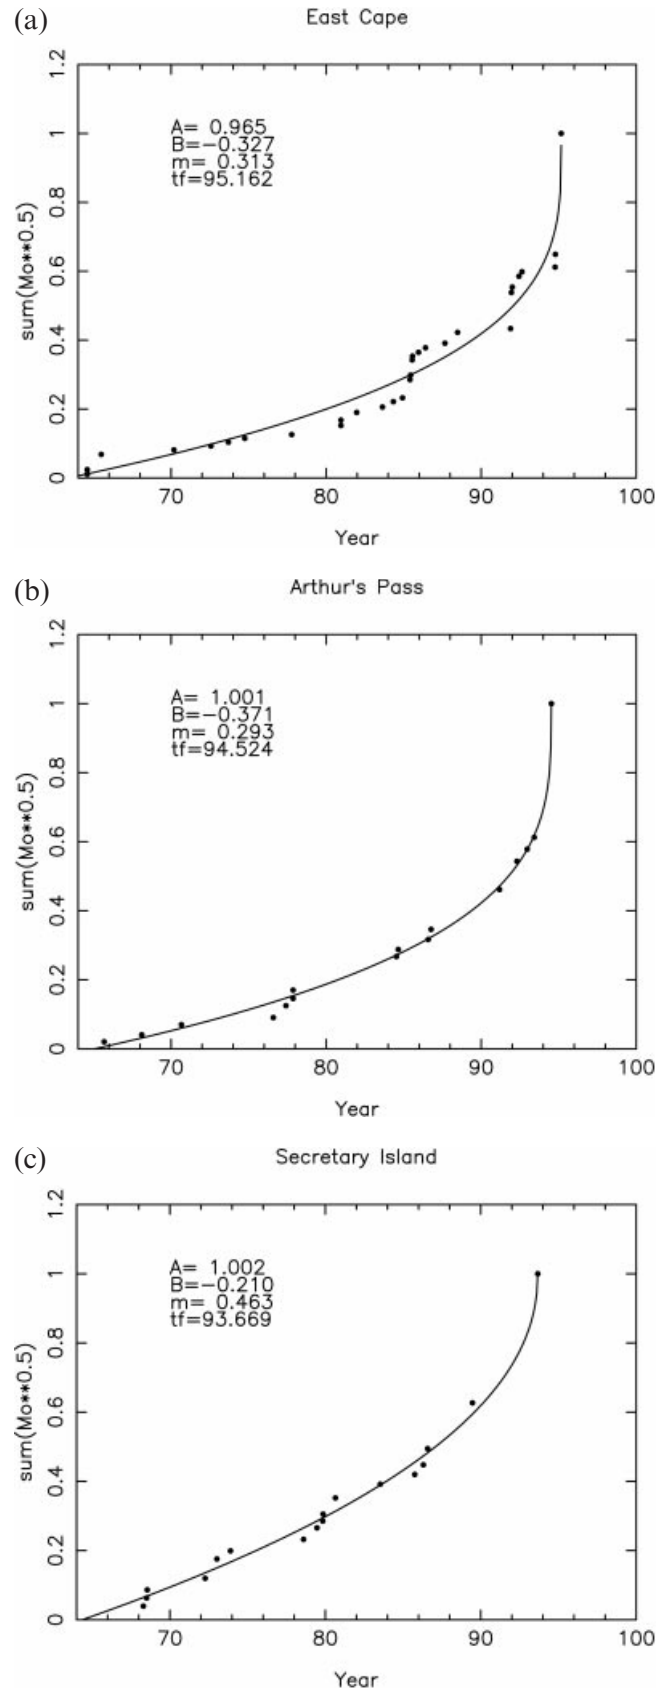 (a)
East Cape
1.2
1
0.8
0.6
0.4
0.2
0
sum(Mo**0.5)
A= 0.965
B=−0.327
m= 0.313
tf=95.162
70
80
90
100
Year
(b)
Arthur's Pass
1.2
1
0.8
0.6
0.4
0.2
0
sum(Mo**0.5)
A= 1.001
B=−0.371
m= 0.293
tf=94.524
70
80
90
100
Year
(c)
Secretary Island
1.2
1
0.8
0.6
0.4
0.2
0
sum(Mo**0.5)
A= 1.002
B=−0.210
m= 0.463
tf=93.669
70
80
90
100
Year